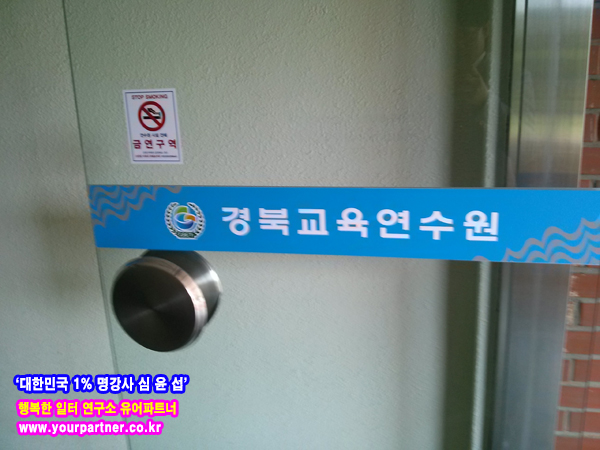 STOP SMOKING
금연구역
경북교육연수원
'대한민국 1% 명강사 심 윤 섭'
행복한 일터 연구소 유어파트너
www.yourpartner.co.kr